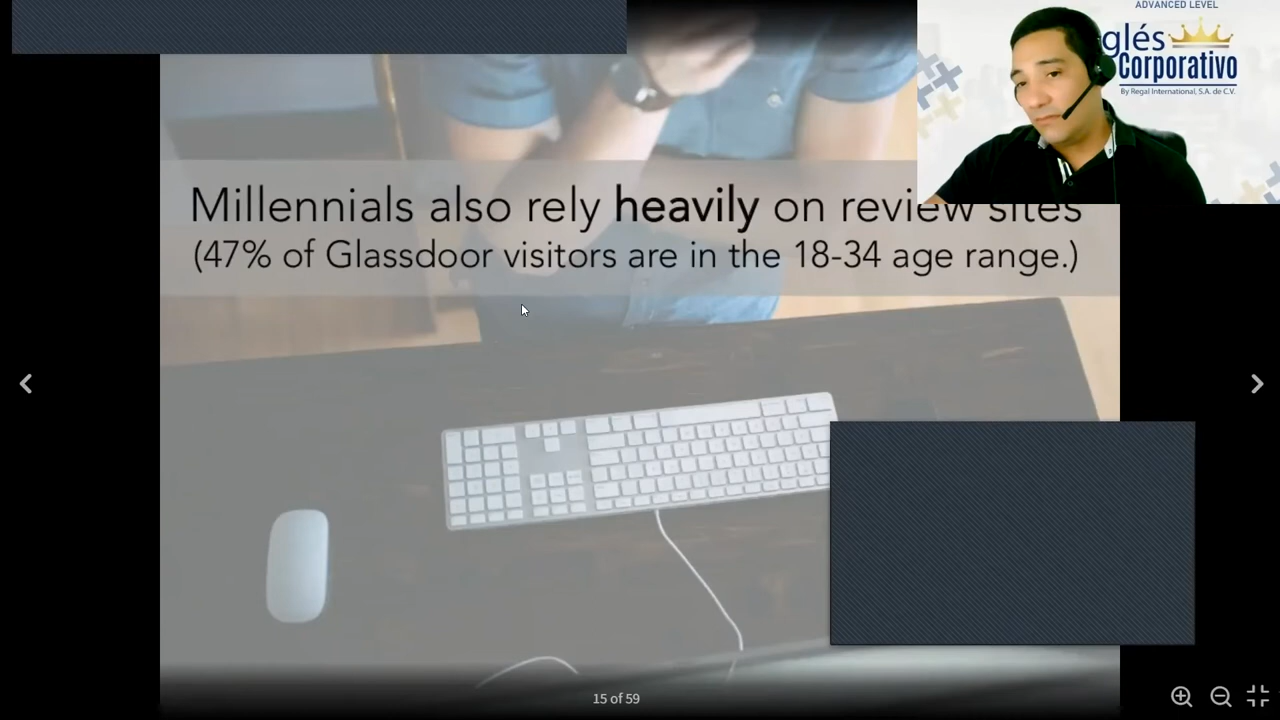 ADVANCED LEVEL
glés
Corporativo
By Regal International, S.A. de C.V.
Millennials also rely heavily on review sites
(47% of Glassdoor visitors are in the 18-34 age range.)
15 of 59